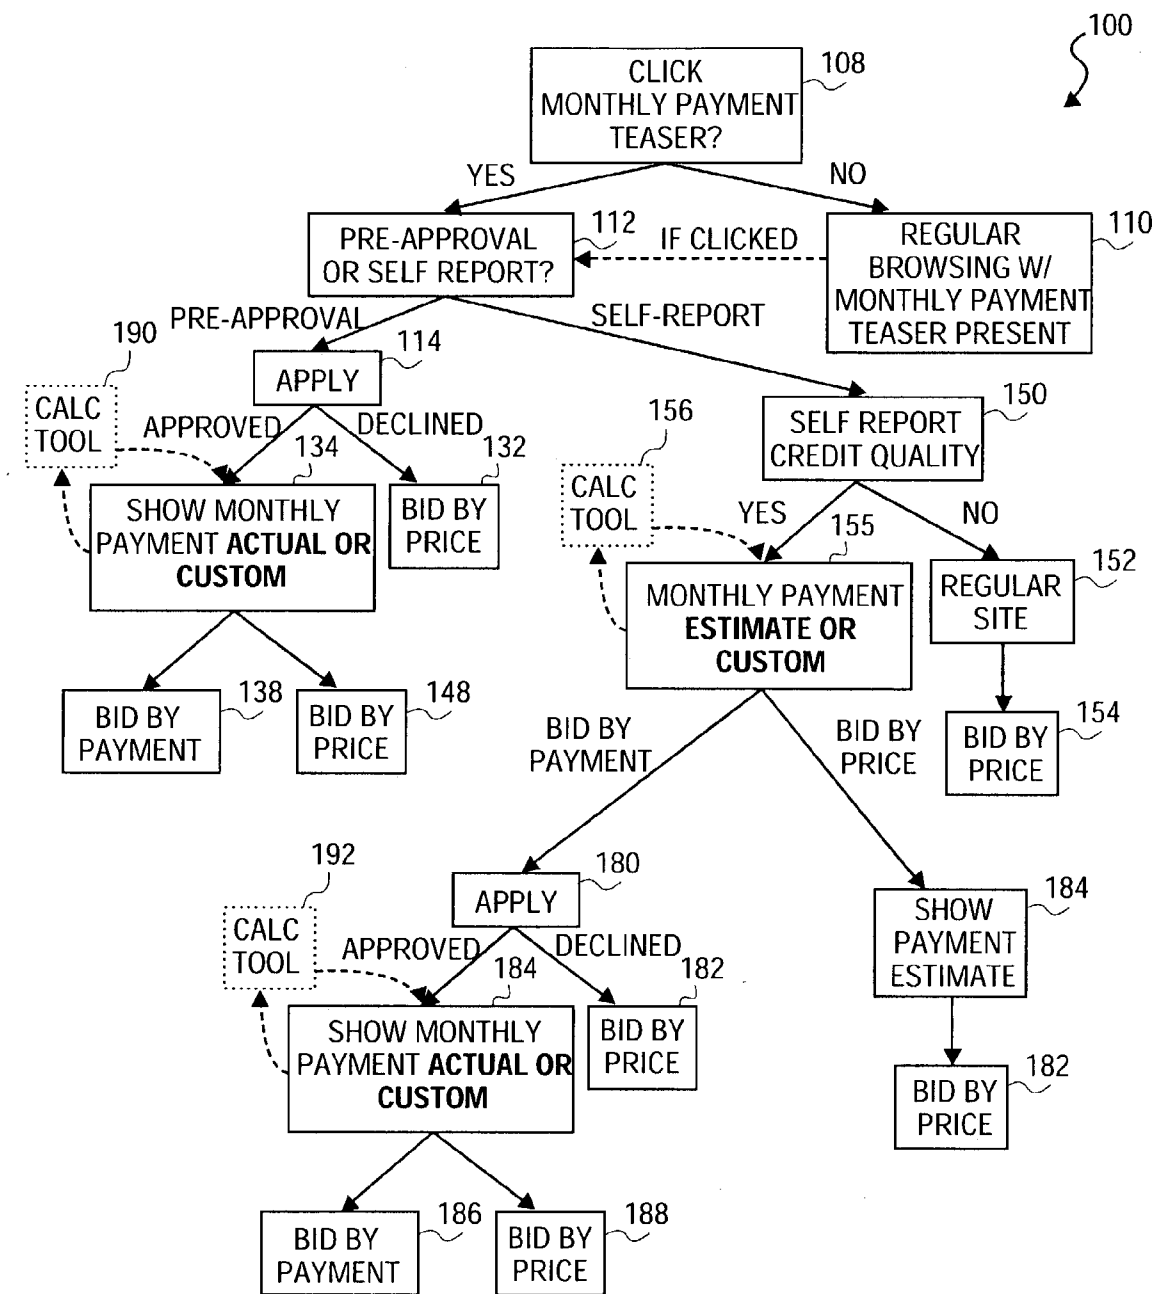 100
CLICK
MONTHLY PAYMENT
TEASER?
108
YES
NO
PRE-APPROVAL
OR SELF REPORT?
112
IF CLICKED
REGULAR
BROWSING W/
MONTHLY PAYMENT
TEASER PRESENT
110
PRE-APPROVAL
SELF-REPORT
190
114
APPLY
CALC
TOOL
APPROVED
DECLINED
134
132
SHOW MONTHLY
PAYMENT ACTUAL OR
CUSTOM
BID BY
PRICE
156
150
SELF REPORT
CREDIT QUALITY
CALC
TOOL
YES
NO
155
152
MONTHLY PAYMENT
ESTIMATE OR
CUSTOM
REGULAR
SITE
138
BID BY
PAYMENT
148
BID BY
PRICE
BID BY
PAYMENT
BID BY
PRICE
154
BID BY
PRICE
192
180
APPLY
CALC
TOOL
APPROVED
DECLINED
184
182
SHOW MONTHLY
PAYMENT ACTUAL OR
CUSTOM
BID BY
PRICE
184
SHOW
PAYMENT
ESTIMATE
182
BID BY
PRICE
186
BID BY
PAYMENT
188
BID BY
PRICE